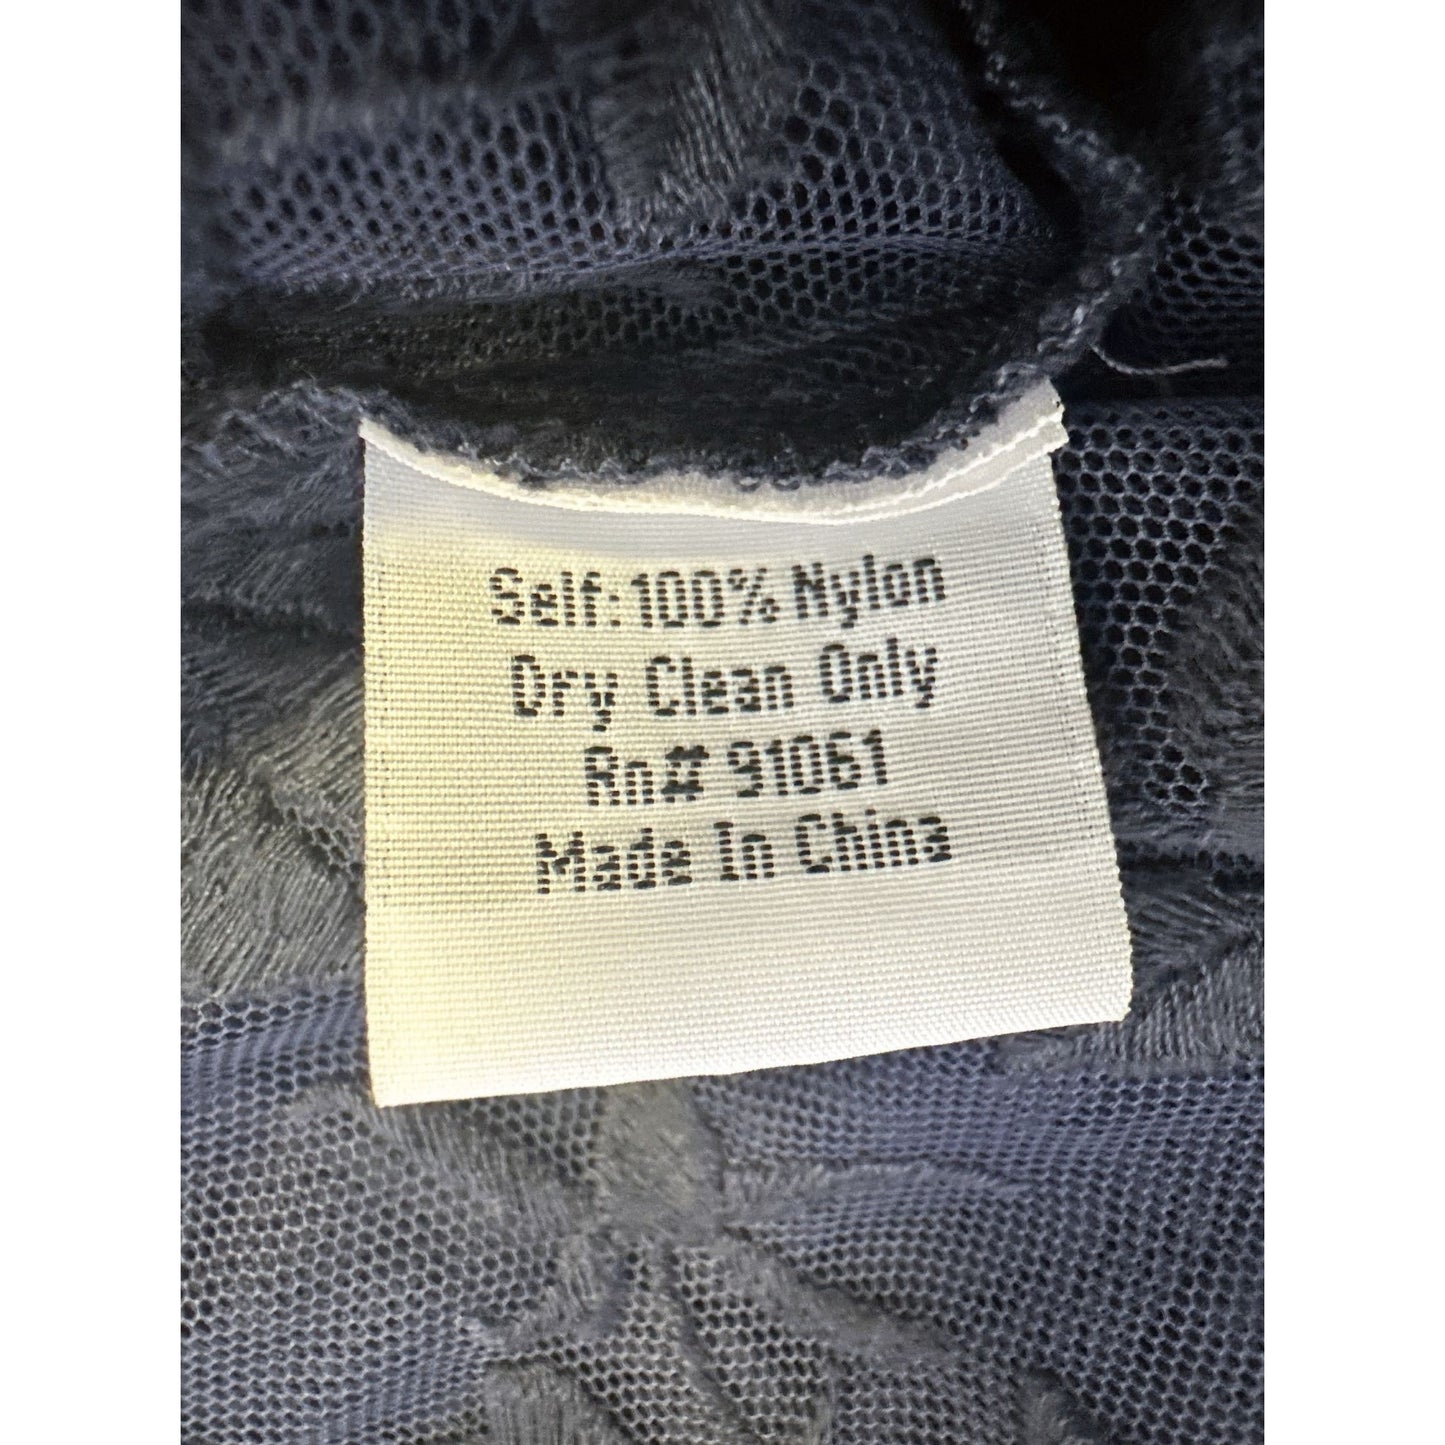 Self: 100% Nylon
Dry Clean Only
Rn# 91061
Made In China